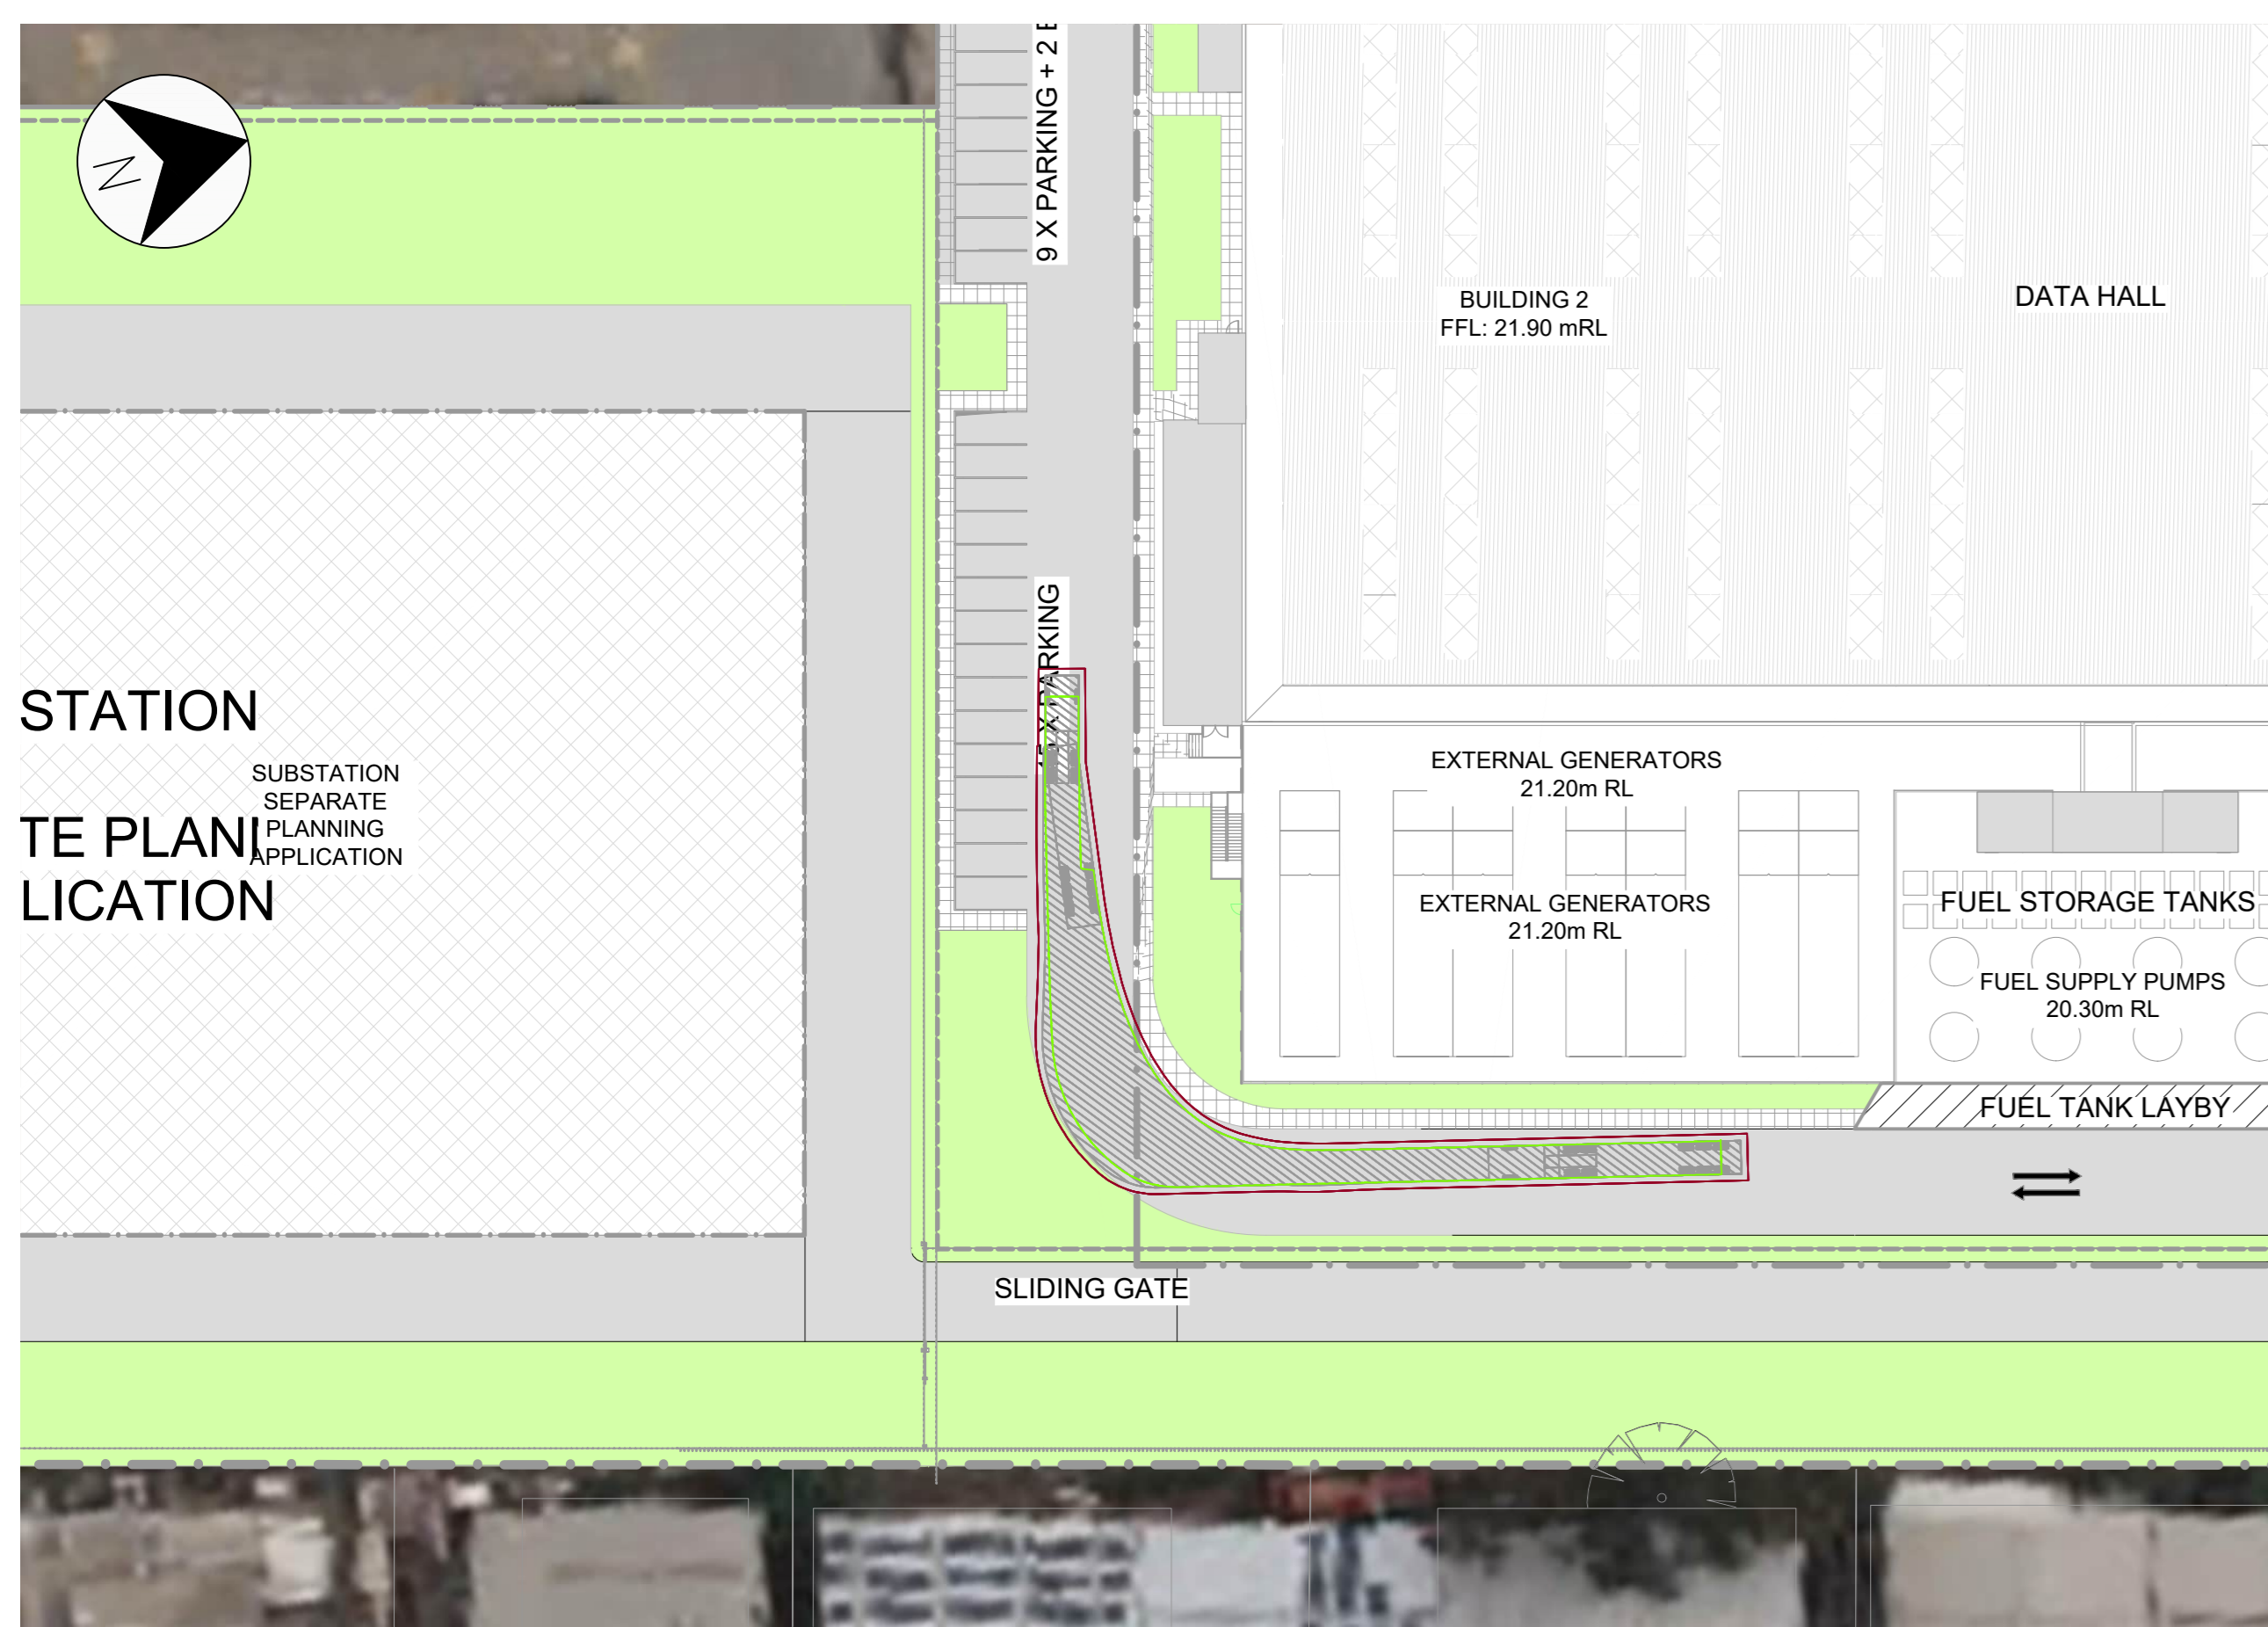 9 X PARKING + 2 E
N
BUILDING 2
FFL: 21.90 mRL
DATA HALL
STATION
TE PLANI
LICATION
SUBSTATION
SEPARATE
PLANNING
APPLICATION
15 X PARKING
EXTERNAL GENERATORS
21.20m RL
EXTERNAL GENERATORS
21.20m RL
FUEL STORAGE TANKS
FUEL SUPPLY PUMPS
20.30m RL
FUEL TANK LAYBY
SLIDING GATE